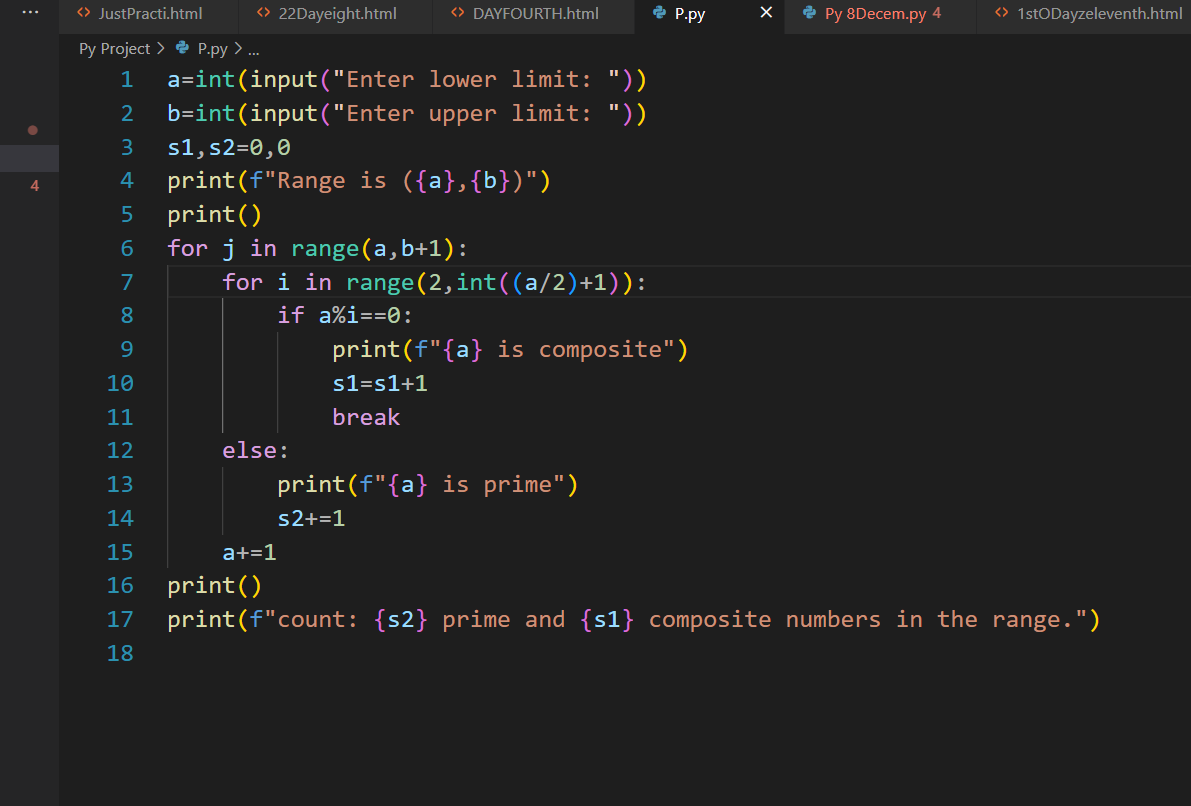 ... JustPracti.html 22Dayeight.html DAYFOURTH.html P.py Py 8Decem.py 4 1stODayzeleventh.html
Py Project > P.py > ...
4
1 a=int(input("Enter lower limit: "))
2 b=int(input("Enter upper limit: "))
3 s1,s2=0,0
4 print(f"Range is ({a},{b})")
5 print()
6 for j in range(a,b+1):
7     for i in range(2,int((a/2)+1)):
8         if a%i==0:
9             print(f"{a} is composite")
10             s1=s1+1
11             break
12     else:
13         print(f"{a} is prime")
14         s2+=1
15     a+=1
16 print()
17 print(f"count: {s2} prime and {s1} composite numbers in the range.")
18